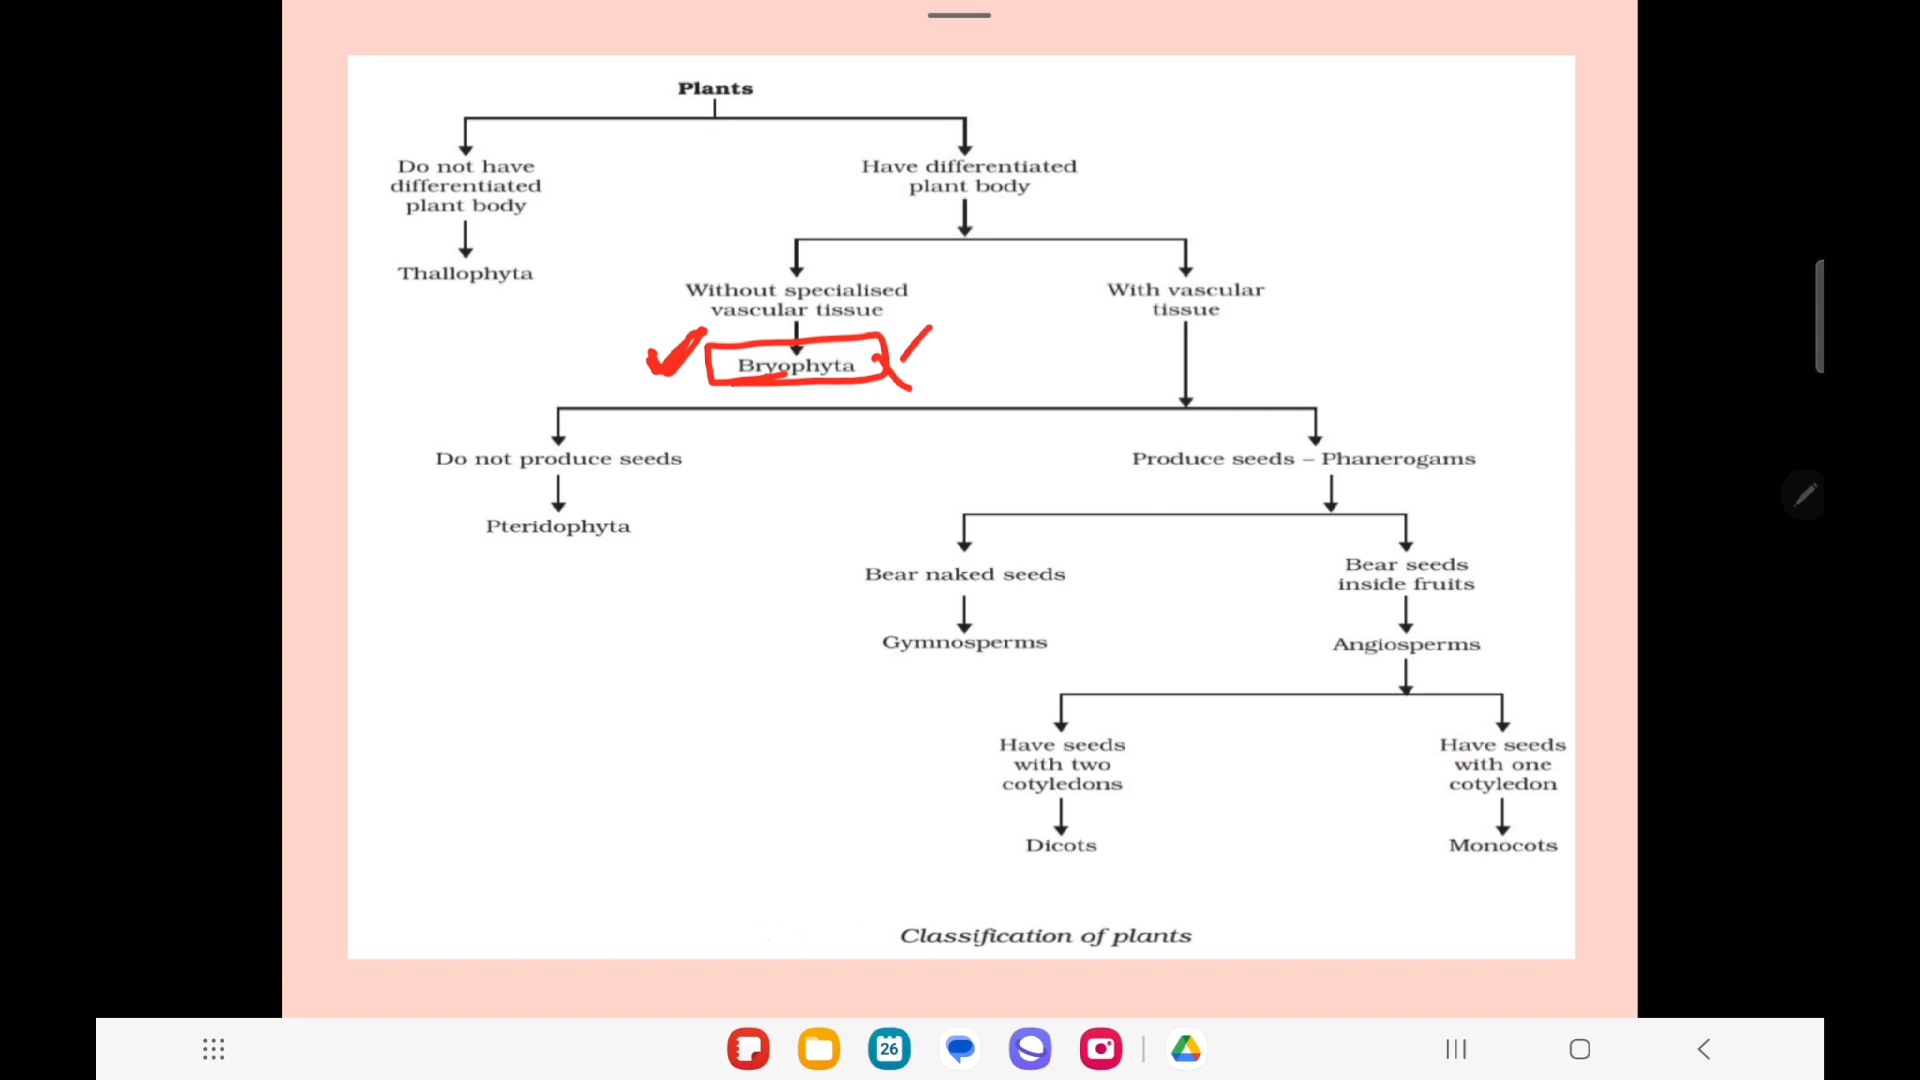 Plants
Do not have
differentiated
plant body
Have differentiated
plant body
Thallophyta
Without specialised
vascular tissue
With vascular
tissue
Bryophyta
Do not produce seeds
Produce seeds – Phanerogams
Pteridophyta
Bear naked seeds
Bear seeds
inside fruits
Gymnosperms
Angiosperms
Have seeds
with two
cotyledons
Have seeds
with one
cotyledon
Dicots
Monocots
Classification of plants
26